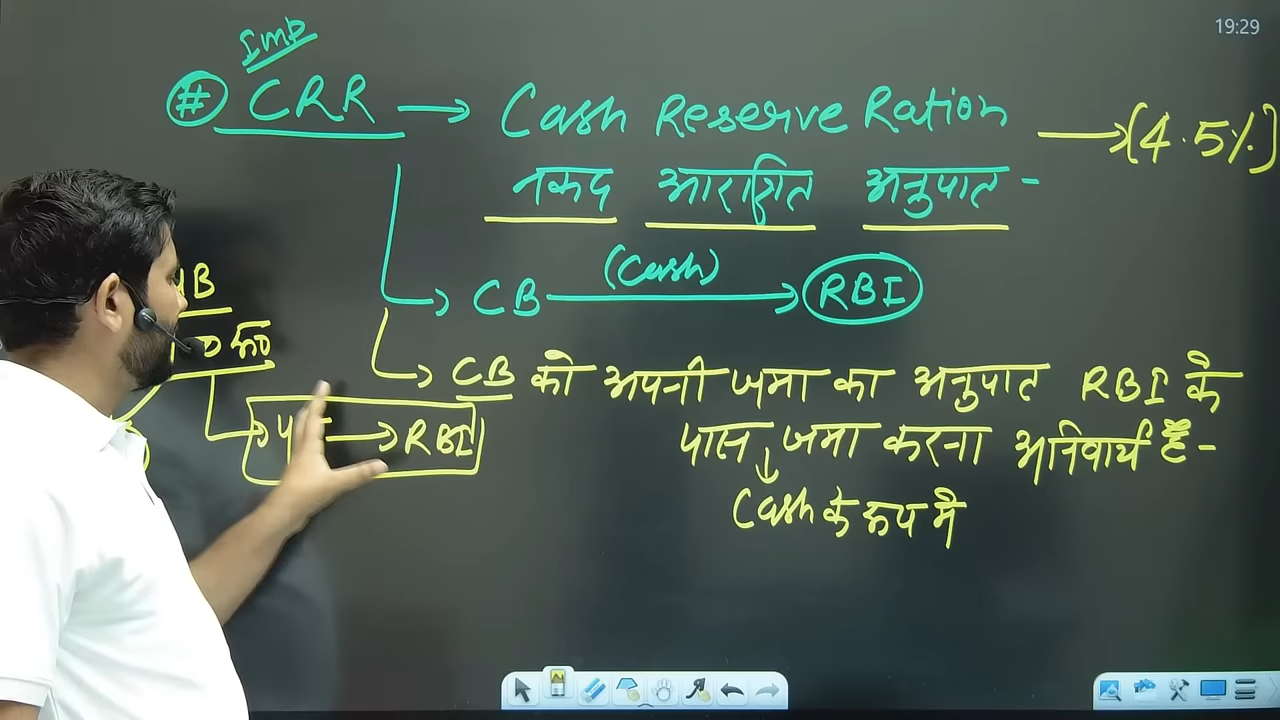 19:29
Imp
# CRR → Cash Reserve Ration → [4.5%]
नकद आरक्षित अनुपात -
CB (Cash) → RBI
→ CB को अपनी जमा का अनुपात RBI के
पास जमा करना अनिवार्य है -
Cash के रूप में
→ RBI